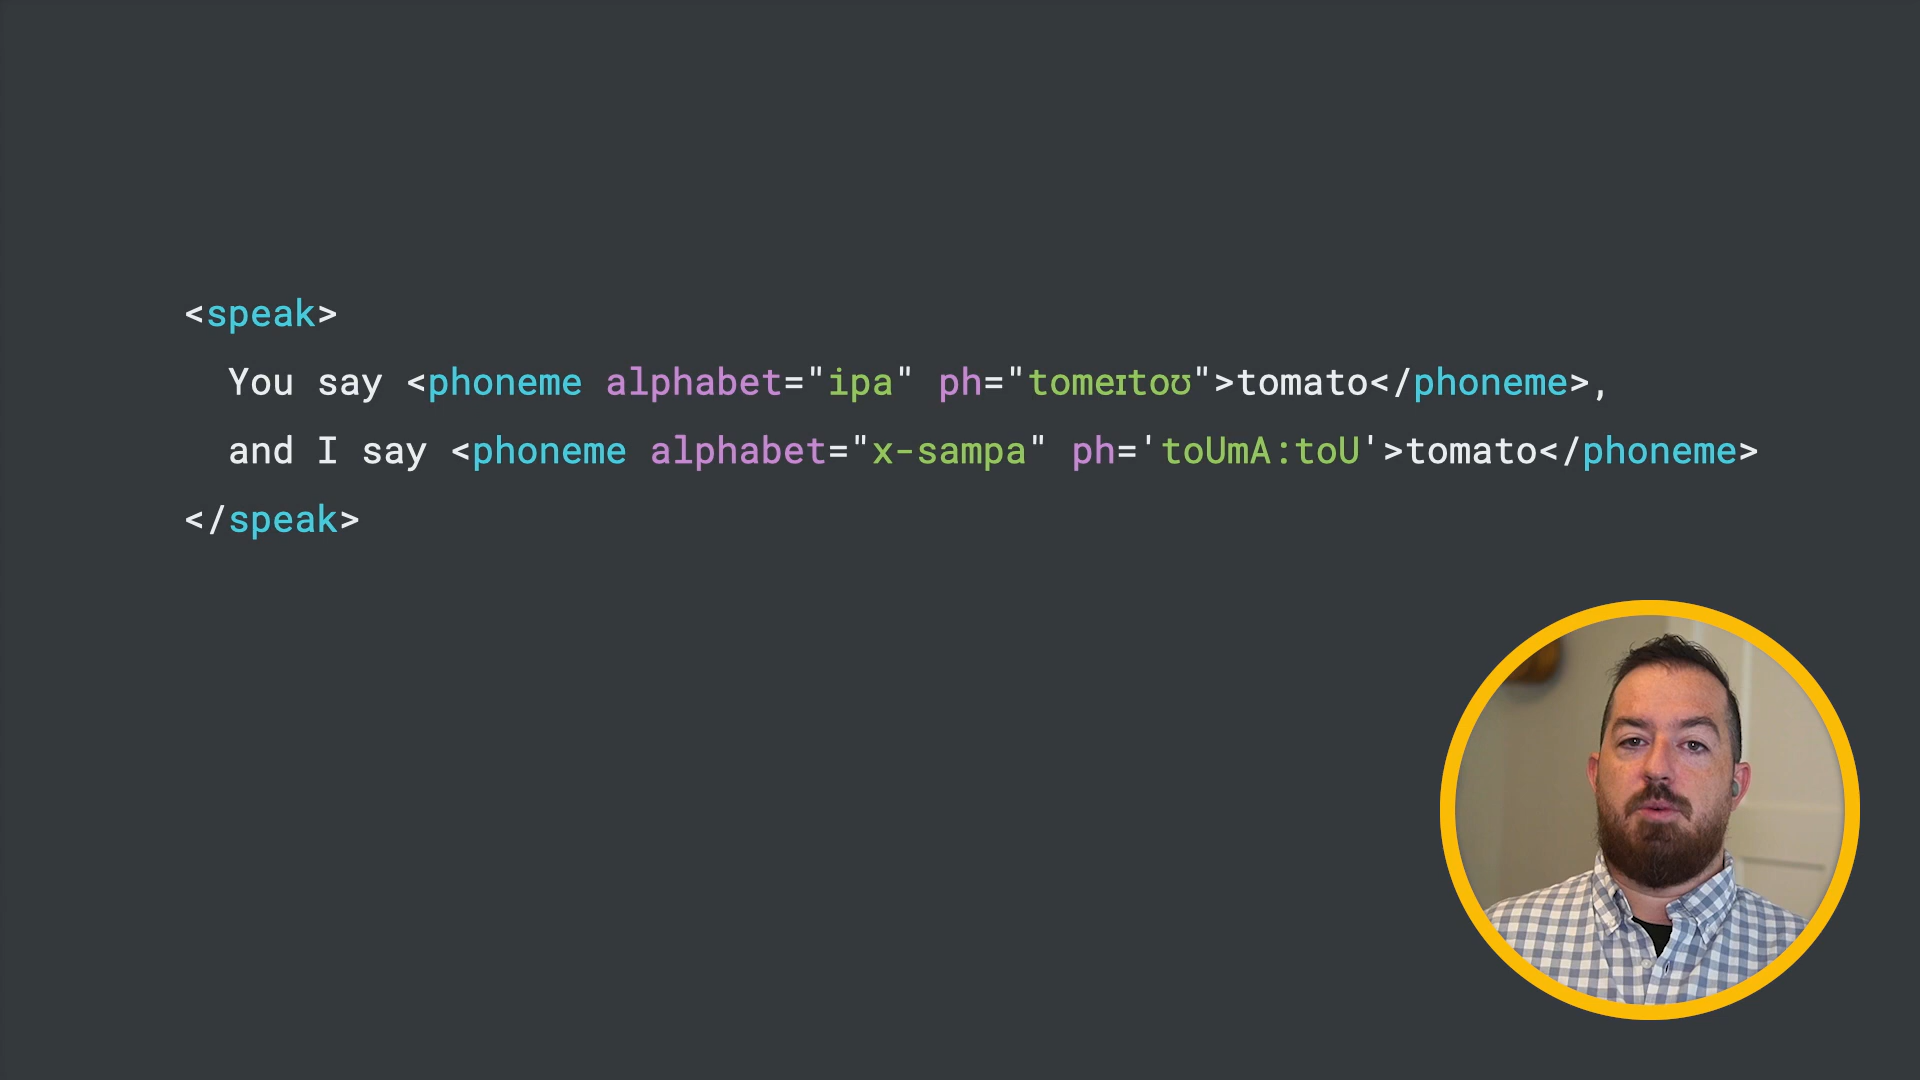 <speak>
You say <phoneme alphabet="ipa" ph="tomeɪtoʊ">tomato</phoneme>,
and I say <phoneme alphabet="x-sampa" ph='toUmA:toU'>tomato</phoneme>
</speak>